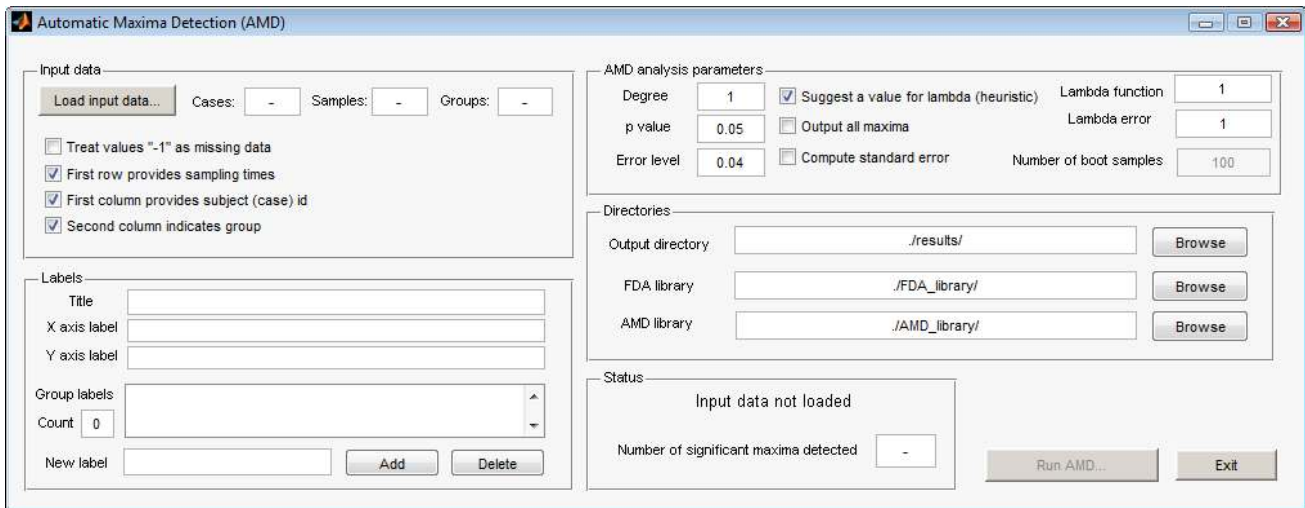 Automatic Maxima Detection (AMD)
Input data
Load input data... Cases: - Samples: - Groups: -
Treat values "-1" as missing data
First row provides sampling times
First column provides subject (case) id
Second column indicates group
Labels
Title
X axis label
Y axis label
Group labels
Count 0
New label Add Delete
AMD analysis parameters
Degree 1 Suggest a value for lambda (heuristic) Lambda function 1
p value 0.05 Output all maxima Lambda error 1
Error level 0.04 Compute standard error Number of boot samples 100
Directories
Output directory ./results/ Browse
FDA library ./FDA_library/ Browse
AMD library ./AMD_library/ Browse
Status
Input data not loaded
Number of significant maxima detected -
Run AMD... Exit